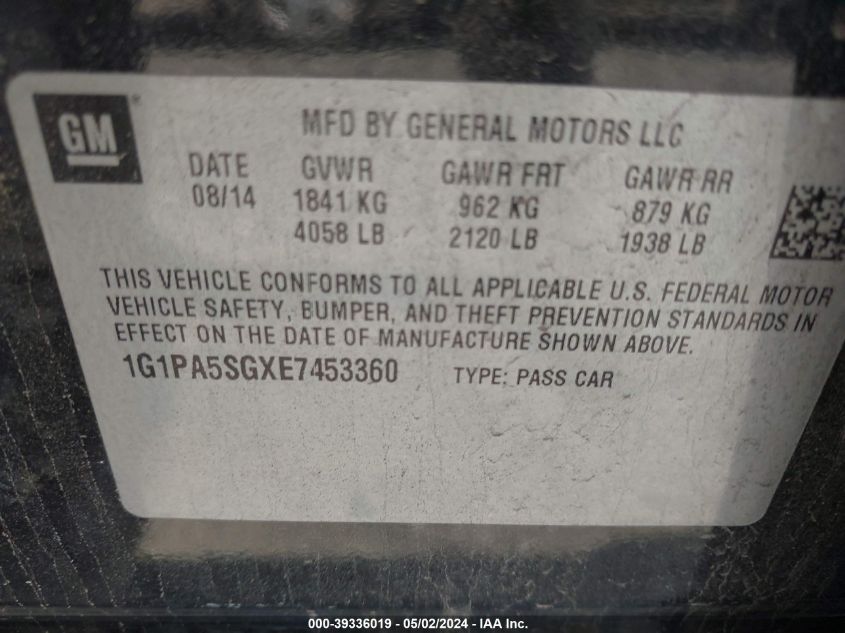 GM
MFD BY GENERAL MOTORS LLC
DATE GVWR GAWR FRT GAWR RR
08/14 1841 KG 962 KG 879 KG
4058 LB 2120 LB 1938 LB
THIS VEHICLE CONFORMS TO ALL APPLICABLE U.S. FEDERAL MOTOR
VEHICLE SAFETY, BUMPER, AND THEFT PREVENTION STANDARDS IN
EFFECT ON THE DATE OF MANUFACTURE SHOWN ABOVE.
1G1PA5SGXE7453360 TYPE: PASS CAR
000-39336019 - 05/02/2024 - IAA Inc.